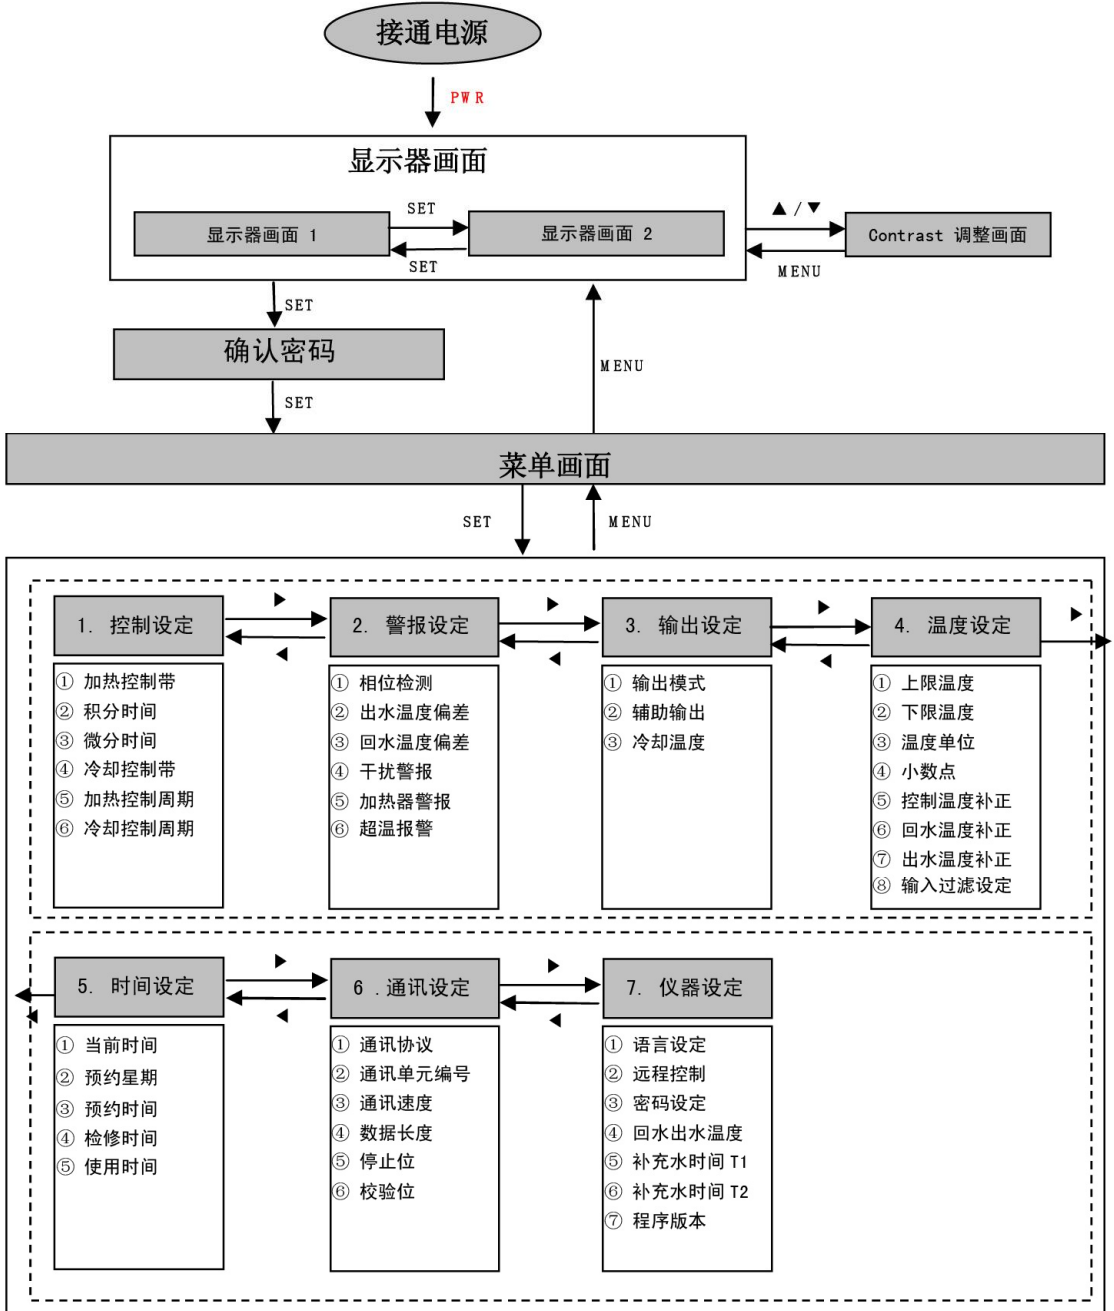 接通电源
PWR
显示器画面
SET
显示器画面 1
显示器画面 2
SET
▲ / ▼
Contrast 调整画面
MENU
SET
确认密码
MENU
SET
菜单画面
SET
MENU
1. 控制设定
▶
◀
2. 警报设定
▶
◀
3. 输出设定
▶
◀
4. 温度设定
▶
① 加热控制带
② 积分时间
③ 微分时间
④ 冷却控制带
⑤ 加热控制周期
⑥ 冷却控制周期
① 相位检测
② 出水温度偏差
③ 回水温度偏差
④ 干扰警报
⑤ 加热器警报
⑥ 超温报警
① 输出模式
② 辅助输出
③ 冷却温度
① 上限温度
② 下限温度
③ 温度单位
④ 小数点
⑤ 控制温度补正
⑥ 回水温度补正
⑦ 出水温度补正
⑧ 输入过滤设定
◀
5. 时间设定
▶
◀
6 .通讯设定
▶
◀
7. 仪器设定
① 当前时间
② 预约星期
③ 预约时间
④ 检修时间
⑤ 使用时间
① 通讯协议
② 通讯单元编号
③ 通讯速度
④ 数据长度
⑤ 停止位
⑥ 校验位
① 语言设定
② 远程控制
③ 密码设定
④ 回水出水温度
⑤ 补充水时间 T1
⑥ 补充水时间 T2
⑦ 程序版本